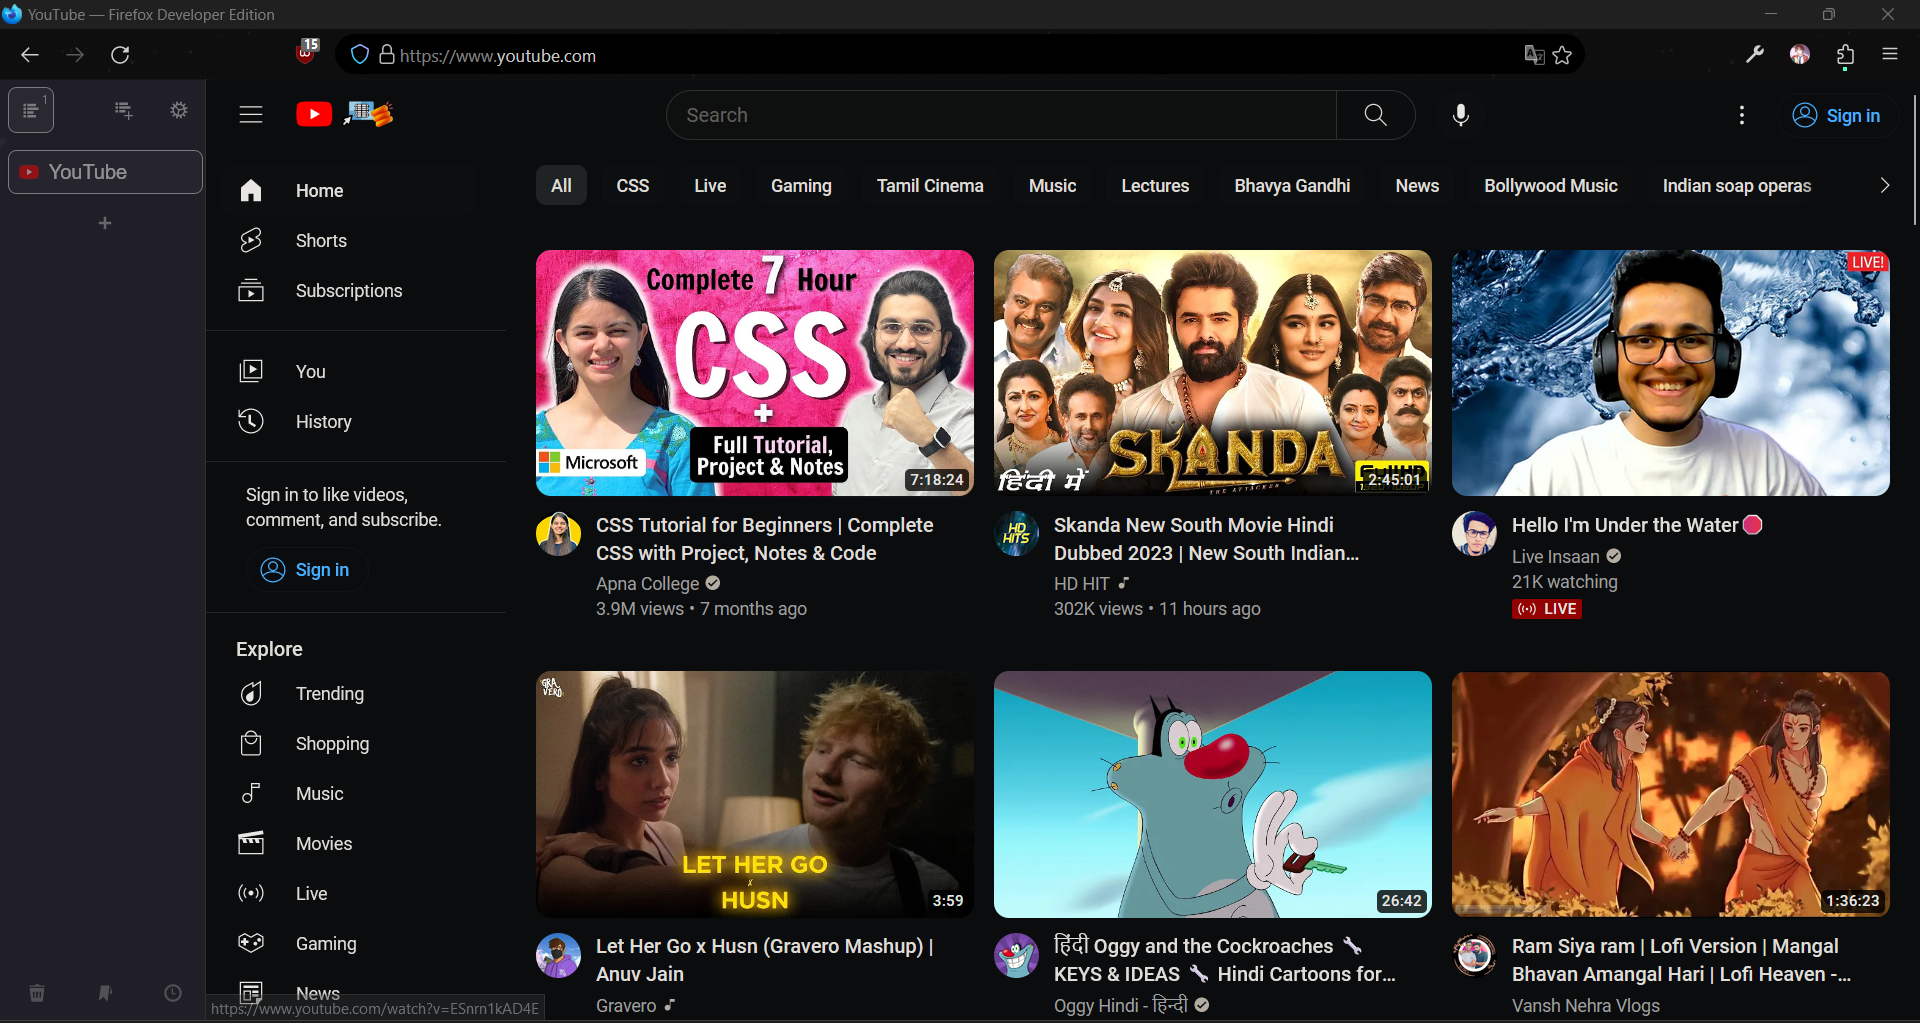 YouTube — Firefox Developer Edition
15
https://www.youtube.com
1
YouTube
Search
Sign in
Home
Shorts
Subscriptions
You
History
Sign in to like videos,
comment, and subscribe.
Sign in
Explore
Trending
Shopping
Music
Movies
Live
Gaming
News
All CSS Live Gaming Tamil Cinema Music Lectures Bhavya Gandhi News Bollywood Music Indian soap operas
Complete 7 Hour
CSS
+
Full Tutorial,
Project & Notes
Microsoft
7:18:24
CSS Tutorial for Beginners | Complete
CSS with Project, Notes & Code
Apna College
3.9M views • 7 months ago
SKANDA
THE ATTACKER
हिंदी में
2:45:01
HD
HITS
Skanda New South Movie Hindi
Dubbed 2023 | New South Indian...
HD HIT
302K views • 11 hours ago
LIVE!
Hello I'm Under the Water
Live Insaan
21K watching
LIVE
GRA
VERO
LET HER GO
x
HUSN
3:59
Let Her Go x Husn (Gravero Mashup) |
Anuv Jain
Gravero
26:42
हिंदी Oggy and the Cockroaches
KEYS & IDEAS Hindi Cartoons for...
Oggy Hindi - हिन्दी
1:36:23
Ram Siya ram | Lofi Version | Mangal
Bhavan Amangal Hari | Lofi Heaven -...
Vansh Nehra Vlogs
https://www.youtube.com/watch?v=ESnrn1kAD4E